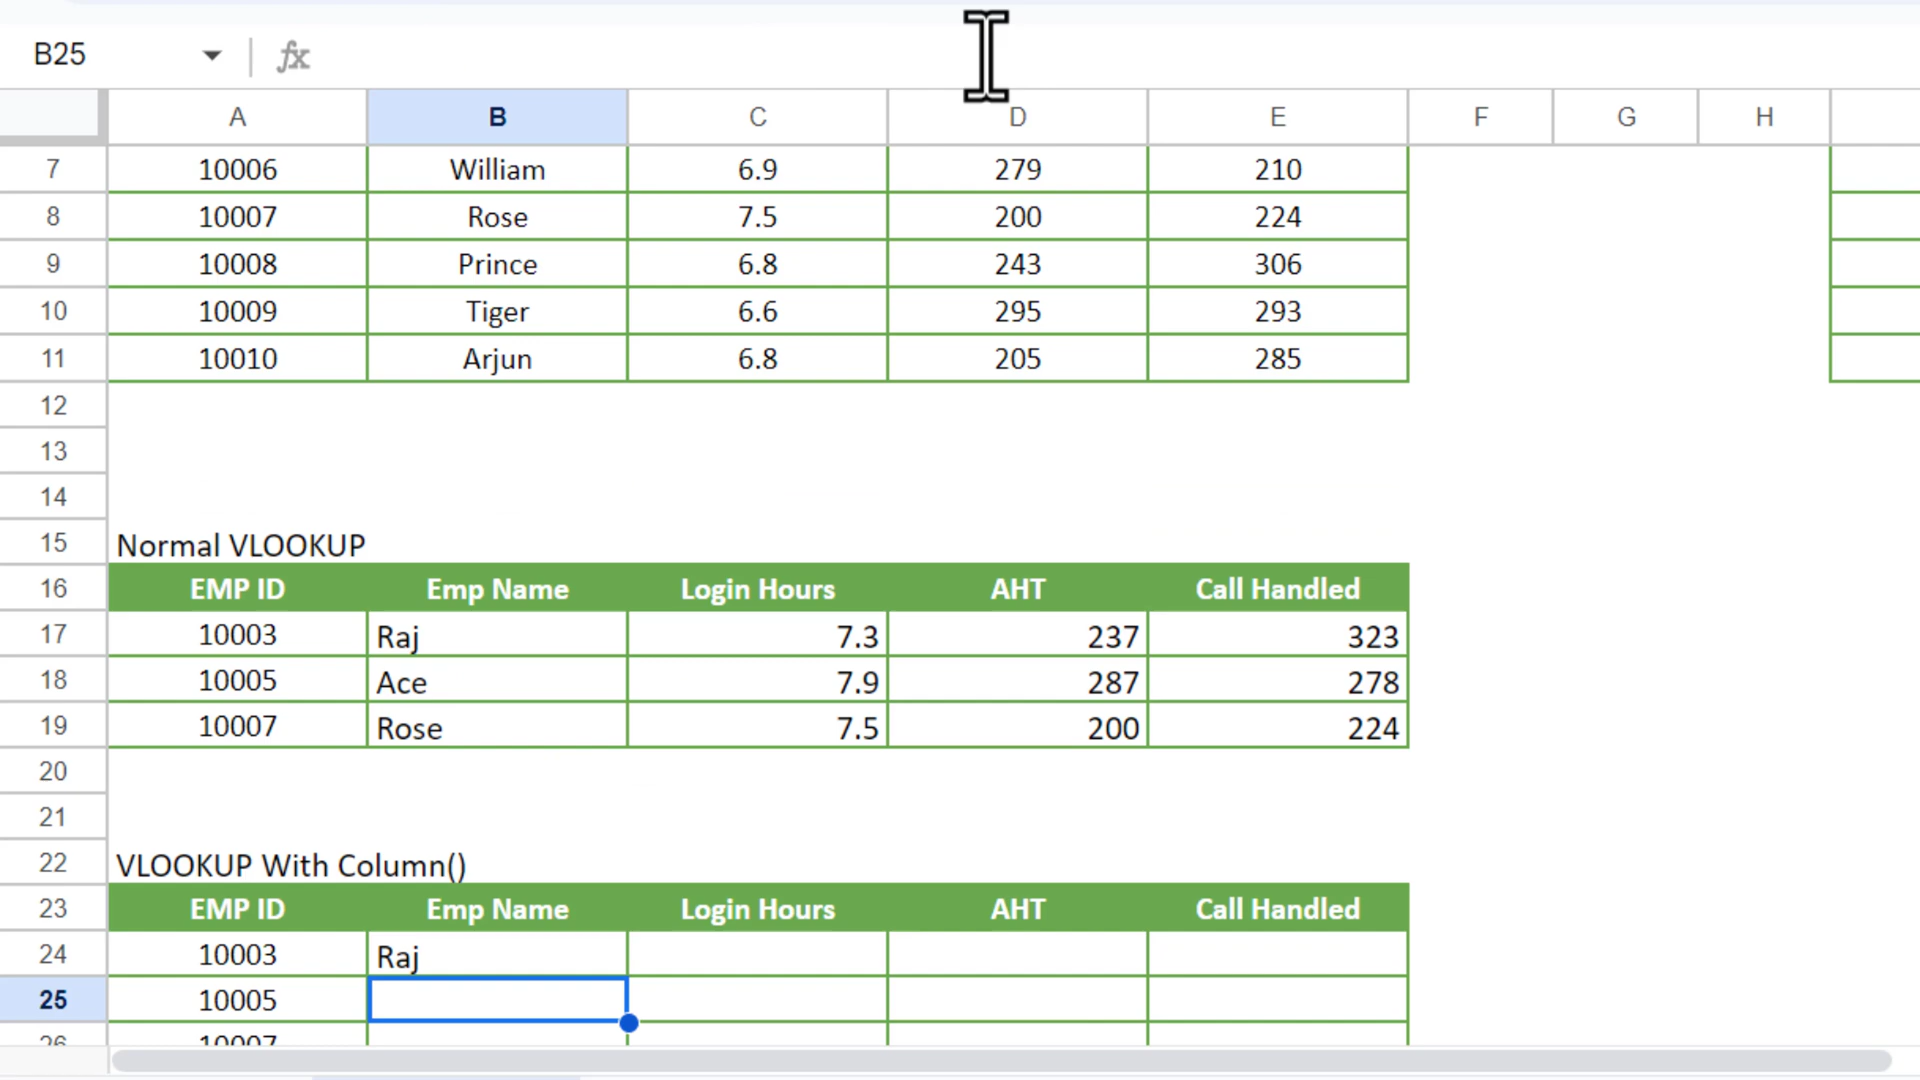 B25 fx
A B C D E F G H
7 10006 William 6.9 279 210
8 10007 Rose 7.5 200 224
9 10008 Prince 6.8 243 306
10 10009 Tiger 6.6 295 293
11 10010 Arjun 6.8 205 285
12
13
14
15 Normal VLOOKUP
16 EMP ID Emp Name Login Hours AHT Call Handled
17 10003 Raj 7.3 237 323
18 10005 Ace 7.9 287 278
19 10007 Rose 7.5 200 224
20
21
22 VLOOKUP With Column()
23 EMP ID Emp Name Login Hours AHT Call Handled
24 10003 Raj
25 10005
26 10007